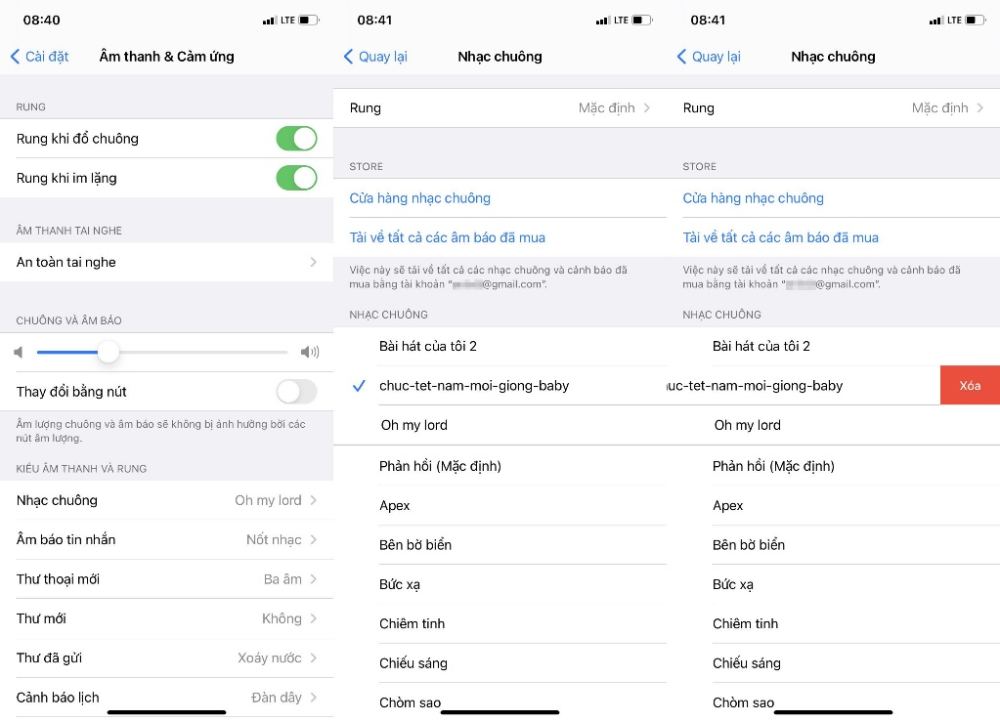 08:40
LTE
Cài đặt
Âm thanh & Cảm ứng
RUNG
Rung khi đổ chuông
Rung khi im lặng
ÂM THANH TAI NGHE
An toàn tai nghe
CHUÔNG VÀ ÂM BÁO
Thay đổi bằng nút
Âm lượng chuông và âm báo sẽ không bị ảnh hưởng bởi các
nút âm lượng.
KIỂU ÂM THANH VÀ RUNG
Nhạc chuông Oh my lord
Âm báo tin nhắn Nốt nhạc
Thư thoại mới Ba âm
Thư mới Không
Thư đã gửi Xoáy nước
Cảnh báo lịch Đàn dây
08:41
LTE
Quay lại
Nhạc chuông
Rung Mặc định
STORE
Cửa hàng nhạc chuông
Tải về tất cả các âm báo đã mua
Việc này sẽ tải về tất cả các nhạc chuông và cảnh báo đã
mua bằng tài khoản “@gmail.com”.
NHẠC CHUÔNG
Bài hát của tôi 2
chuc-tet-nam-moi-giong-baby
Oh my lord
Phản hồi (Mặc định)
Apex
Bên bờ biển
Bức xạ
Chiêm tinh
Chiếu sáng
Chòm sao
08:41
LTE
Quay lại
Nhạc chuông
Rung Mặc định
STORE
Cửa hàng nhạc chuông
Tải về tất cả các âm báo đã mua
Việc này sẽ tải về tất cả các nhạc chuông và cảnh báo đã
mua bằng tài khoản “@gmail.com”.
NHẠC CHUÔNG
Bài hát của tôi 2
uc-tet-nam-moi-giong-baby Xóa
Oh my lord
Phản hồi (Mặc định)
Apex
Bên bờ biển
Bức xạ
Chiêm tinh
Chiếu sáng
Chòm sao